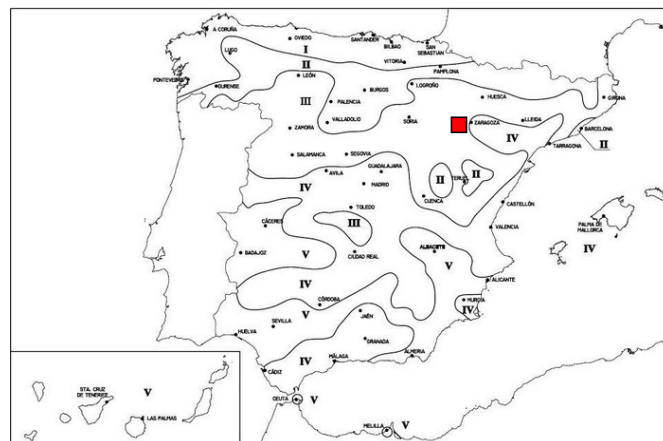 A CORUÑA
OVIEDO
SANTANDER
BILBAO
SAN
SEBASTIAN
LUGO
I
II
VITORIA
PAMPLONA
PONTEVEDRA
OURENSE
LEÓN
BURGOS
LOGROÑO
HUESCA
GIRONA
III
PALENCIA
ZAMORA
VALLADOLID
SORIA
ZARAGOZA
LLEIDA
IV
BARCELONA
II
TARRAGONA
SALAMANCA
SEGOVIA
AVILA
GUADALAJARA
MADRID
II
II
TERUEL
IV
CUENCA
CASTELLÓN
TOLEDO
III
CÁCERES
VALENCIA
PALMA DE
MALLORCA
IV
BADAJOZ
V
CIUDAD REAL
ALBACETE
V
ALICANTE
IV
CÓRDOBA
MURCIA
IV
V
JAÉN
SEVILLA
HUELVA
GRANADA
IV
CÁDIZ
MÁLAGA
ALMERIA
CEUTA
V
MELILLA
V
STA. CRUZ
DE TENERIFE
V
LAS PALMAS